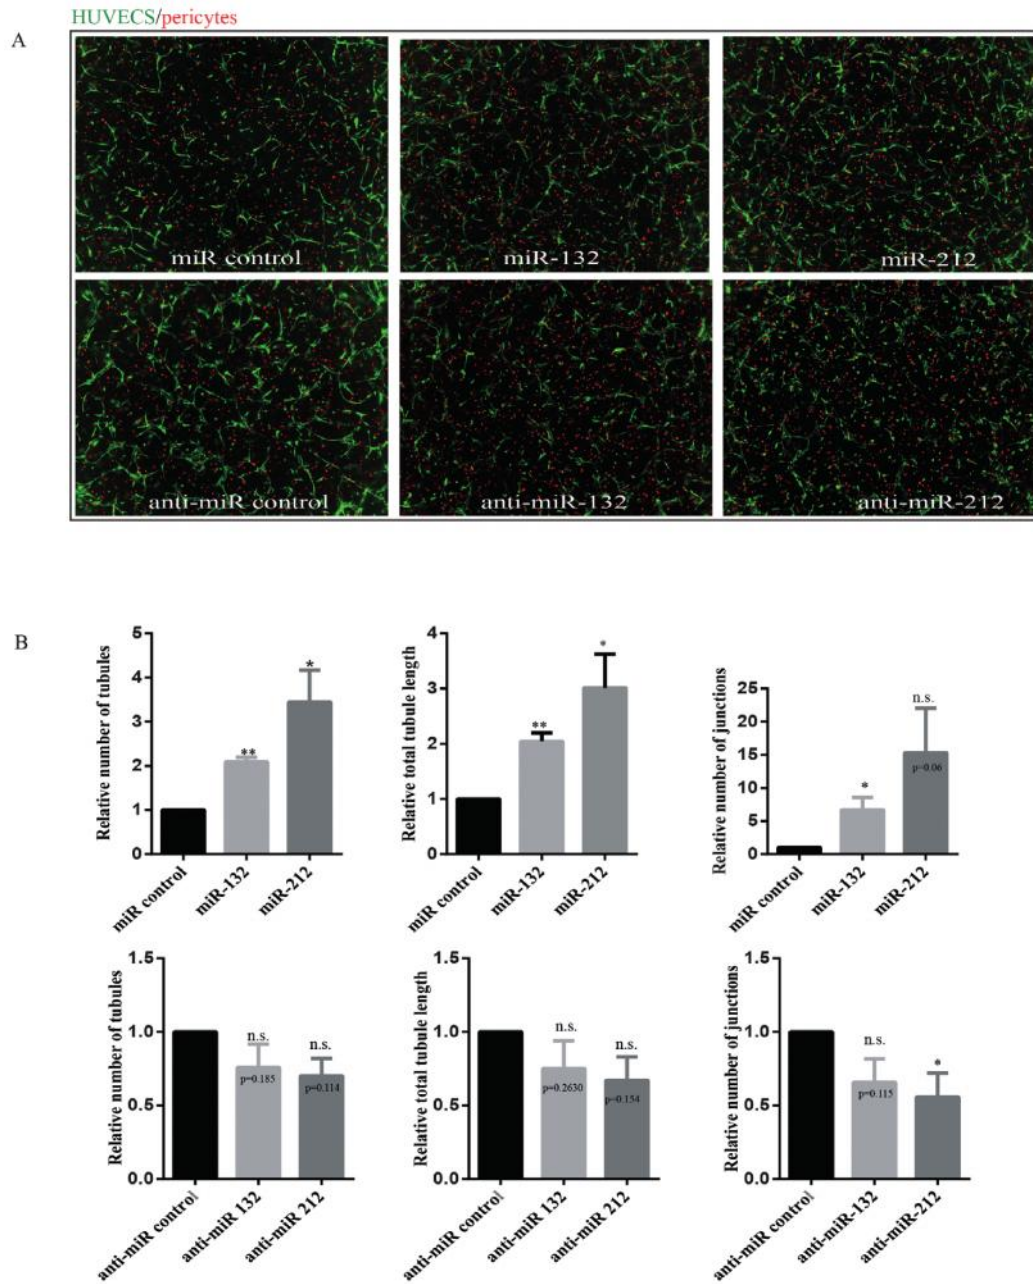 HUVECS/pericytes
A
miR control
miR-132
miR-212
anti-miR control
anti-miR-132
anti-miR-212
B
Relative number of tubules
5
4
3
2
1
0
**
*
miR control
miR-132
miR-212
Relative total tubule length
4
3
2
1
0
**
*
miR control
miR-132
miR-212
Relative number of junctions
25
20
15
10
5
0
*
n.s.
p=0.06
miR control
miR-132
miR-212
Relative number of tubules
1.5
1.0
0.5
0.0
n.s.
p=0.185
n.s.
p=0.114
anti-miR control
anti-miR 132
anti-miR 212
Relative total tubule length
1.5
1.0
0.5
0.0
n.s.
p=0.2630
n.s.
p=0.154
anti-miR control
anti-miR 132
anti-miR 212
Relative number of junctions
1.5
1.0
0.5
0.0
n.s.
p=0.115
*
anti-miR control
anti-miR-132
anti-miR-212